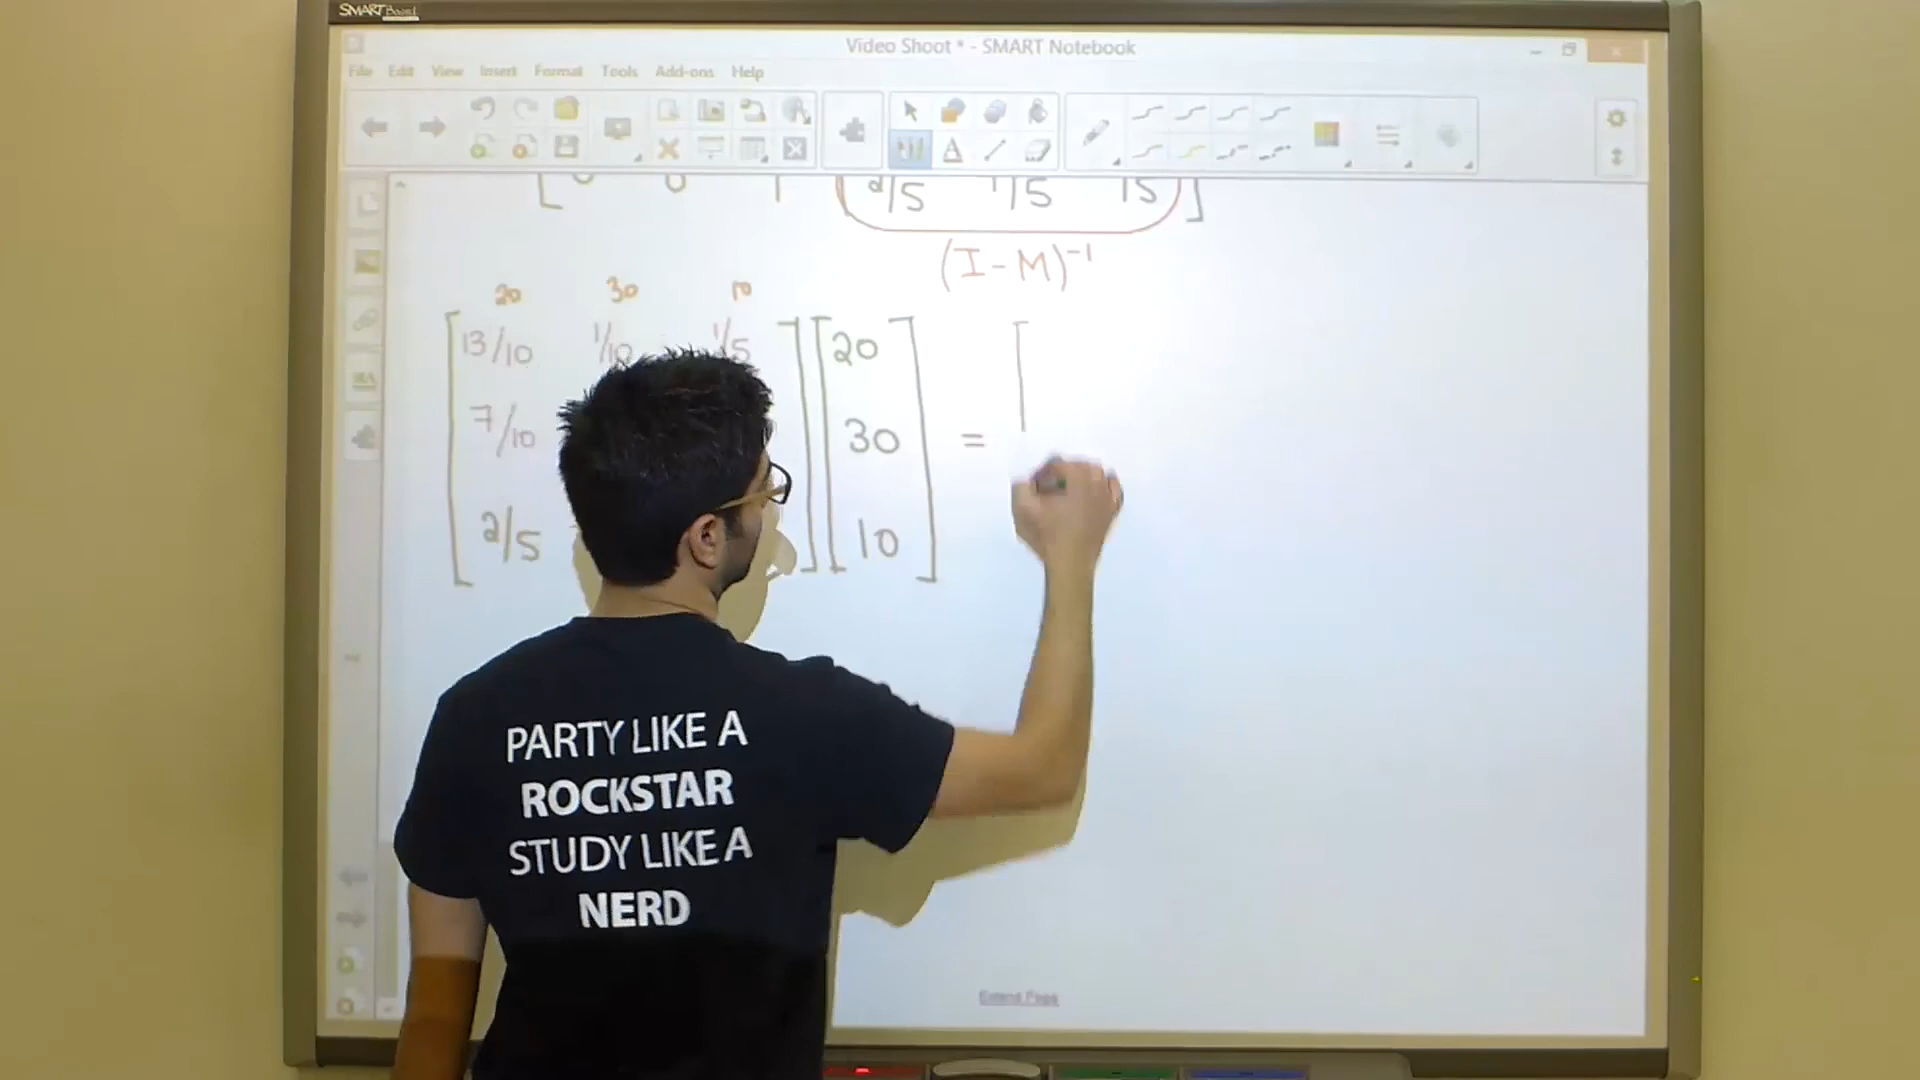 SMART Board
Video Shoot * - SMART Notebook
File Edit View Insert Format Tools Add-ons Help
0 0 1 2/5 1/5
(I-M)⁻¹
20 30 10
13/10 1/10 1/5 20
7/10 30 =
2/5 10
PARTY LIKE A
ROCKSTAR
STUDY LIKE A
NERD
Extend Page